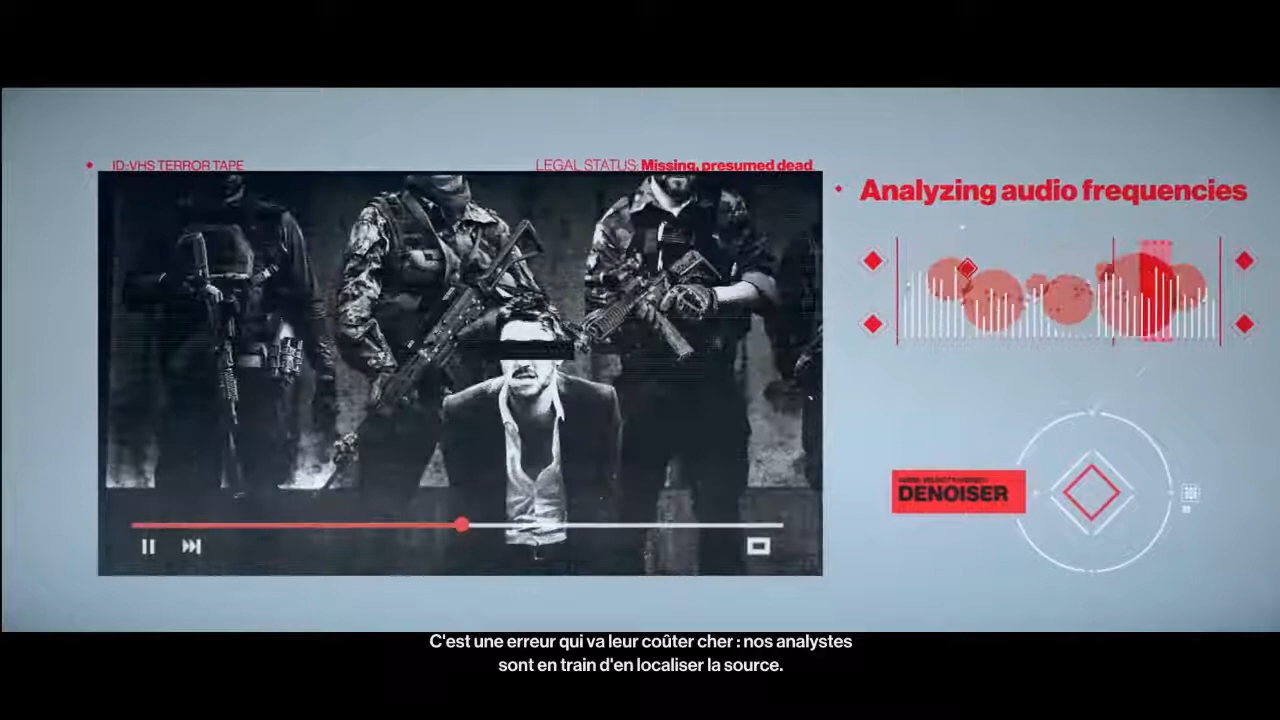 ID:VHS TERROR TAPE
LEGAL STATUS: Missing, presumed dead
Analyzing audio frequencies
DENOISER
C'est une erreur qui va leur coûter cher : nos analystes
sont en train d'en localiser la source.